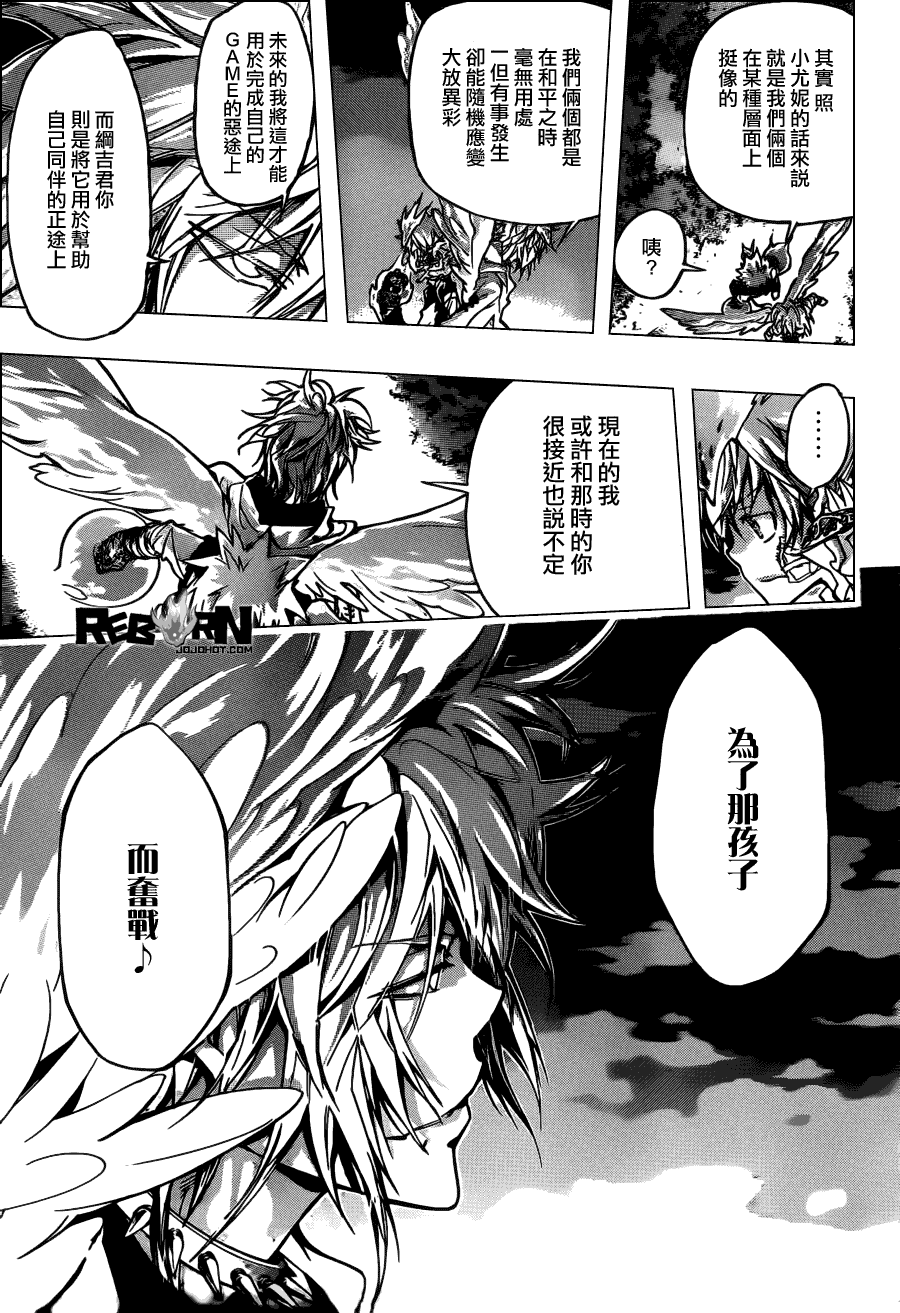 其實 照
小尤妮的話來說
就是我們倆個
在某種層面上
挺像的
咦?
我們倆個都是
在和平之時
毫無用處
一但有事發生
卻能隨機應變
大放異彩
未來的我將這才能
用於完成自己的
GAME的惡途上
而綱吉君你
則是將它用於幫助
自己同伴的正途上
……
現在的我
或許和那時的你
很接近也說不定
REBORN
JOJOHOT.COM
為了那孩子
而奮戰♪